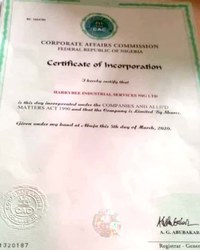 CORPORATE AFFAIRS COMMISSION
FEDERAL REPUBLIC OF NIGERIA
Certificate of Incorporation
I hereby certify that
INDUSTRIAL SERVICES NIG. LTD
is this day incorporated under the COMPANIES AND ALLIED
MATTERS ACT 1990 and that the Company is Limited By Shares.
Given under my hand at Abuja this 5th day of March, 2020.
A. G. ABUBAKAR
1320187
Registrar - General